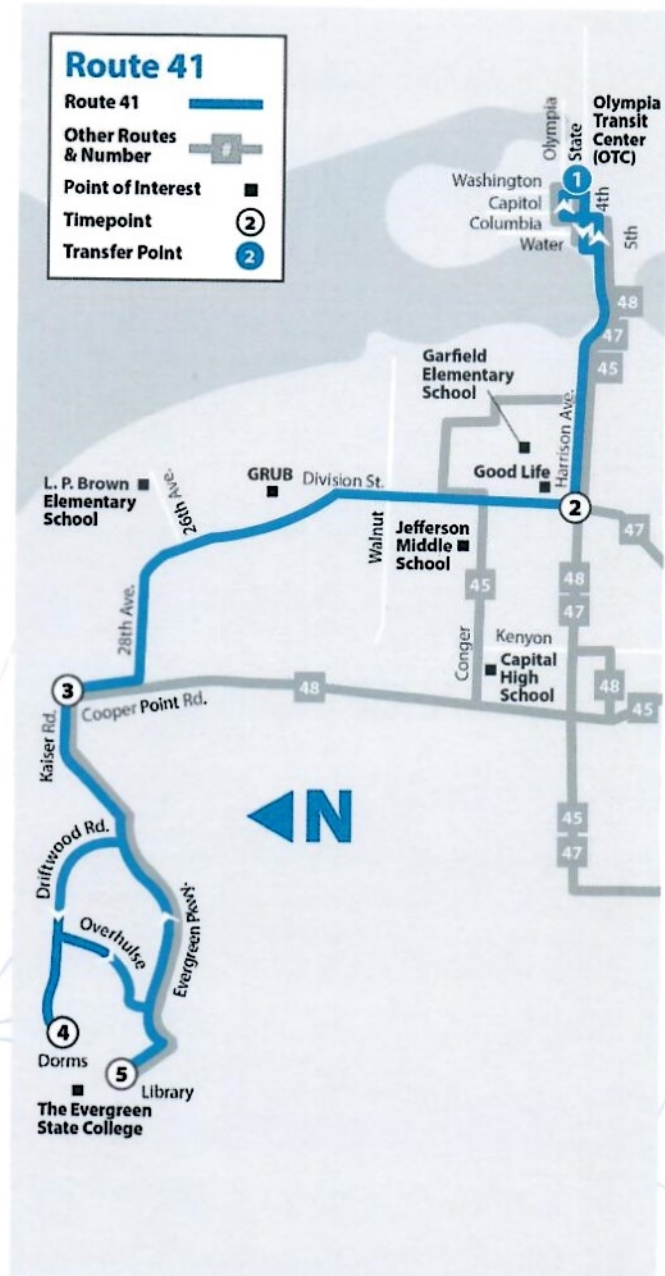 Route 41
Route 41
Other Routes
& Number
#
Point of Interest
Timepoint
2
Transfer Point
2
Olympia
State
Olympia
Transit
Center
(OTC)
1
Washington
Capitol
Columbia
Water
4th
5th
48
47
45
Garfield
Elementary
School
Harrison Ave.
Good Life
2
L. P. Brown
Elementary
School
26th Ave.
GRUB
Division St.
Walnut
Jefferson
Middle
School
47
45
48
47
28th Ave.
Conger
Kenyon
Capital
High
School
48
45
3
Cooper Point Rd.
48
Kaiser Rd.
N
45
47
Driftwood Rd.
Overhulse
Evergreen Pkwy.
4
Dorms
5
Library
The Evergreen
State College